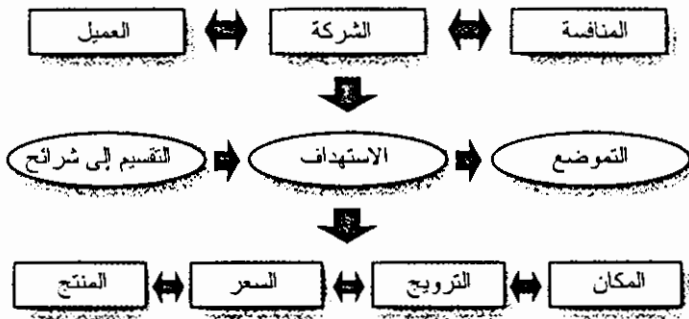 المنافسة الشركة العميل
التموضع الاستهداف التقسيم إلى شرائح
المكان الترويج السعر المنتج